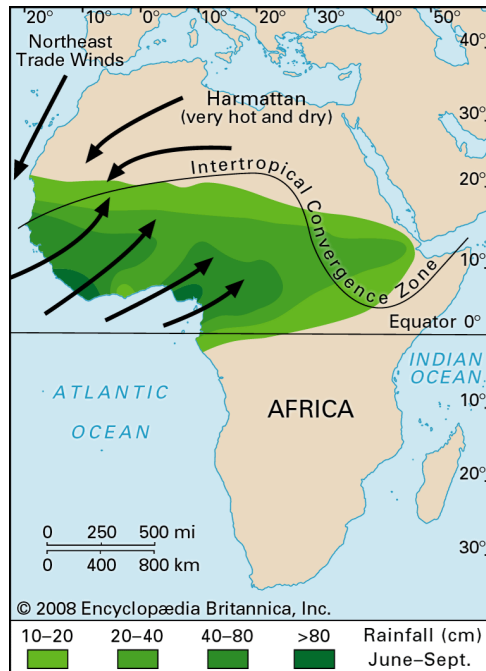 20° 10° 0° 10° 20° 30° 40° 50°
40°
Northeast
Trade Winds
Harmattan
(very hot and dry)
30°
Intertropical Convergence Zone
20°
10°
Equator 0°
INDIAN
OCEAN
ATLANTIC
OCEAN
AFRICA
10°
20°
0 250 500 mi
0 400 800 km
30°
© 2008 Encyclopædia Britannica, Inc.
10–20 20–40 40–80 >80 Rainfall (cm)
June–Sept.